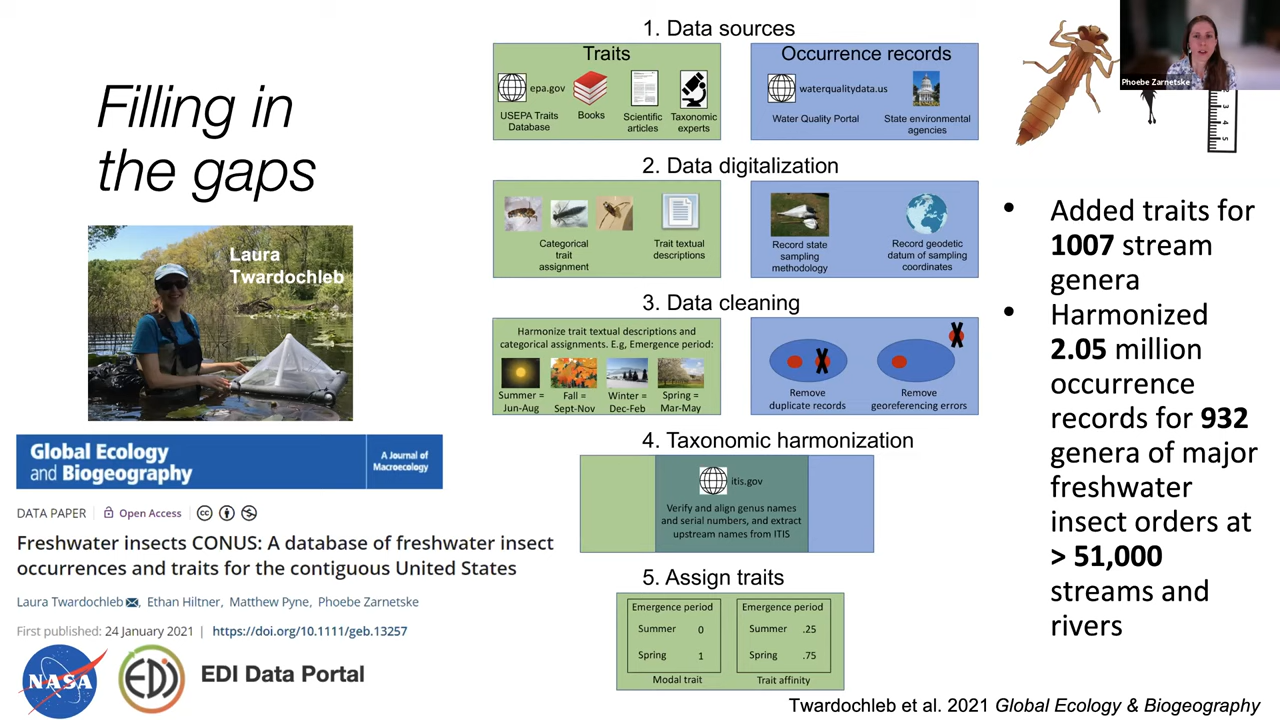 Filling in
the gaps
Laura
Twardochleb
Global Ecology
and Biogeography
A Journal of
Macroecology
DATA PAPER
Open Access
Freshwater insects CONUS: A database of freshwater insect
occurrences and traits for the contiguous United States
Laura Twardochleb, Ethan Hiltner, Matthew Pyne, Phoebe Zarnetske
First published: 24 January 2021 | https://doi.org/10.1111/geb.13257
NASA
EDI
EDI Data Portal
1. Data sources
Traits
epa.gov
USEPA Traits
Database
Books
Scientific
articles
Taxonomic
experts
Occurrence records
waterqualitydata.us
Water Quality Portal
State environmental
agencies
2. Data digitalization
Categorical
trait
assignment
Trait textual
descriptions
Record state
sampling
methodology
Record geodetic
datum of sampling
coordinates
3. Data cleaning
Harmonize trait textual descriptions and
categorical assignments. E.g, Emergence period:
Summer =
Jun-Aug
Fall =
Sept-Nov
Winter =
Dec-Feb
Spring =
Mar-May
Remove
duplicate records
Remove
georeferencing errors
4. Taxonomic harmonization
itis.gov
Verify and align genus names
and serial numbers, and extract
upstream names from ITIS
5. Assign traits
Emergence period
Summer 0
Spring 1
Modal trait
Emergence period
Summer .25
Spring .75
Trait affinity
Phoebe Zarnetske
3
4
5
• Added traits for
1007 stream
genera
• Harmonized
2.05 million
occurrence
records for 932
genera of major
freshwater
insect orders at
> 51,000
streams and
rivers
Twardochleb et al. 2021 Global Ecology & Biogeography